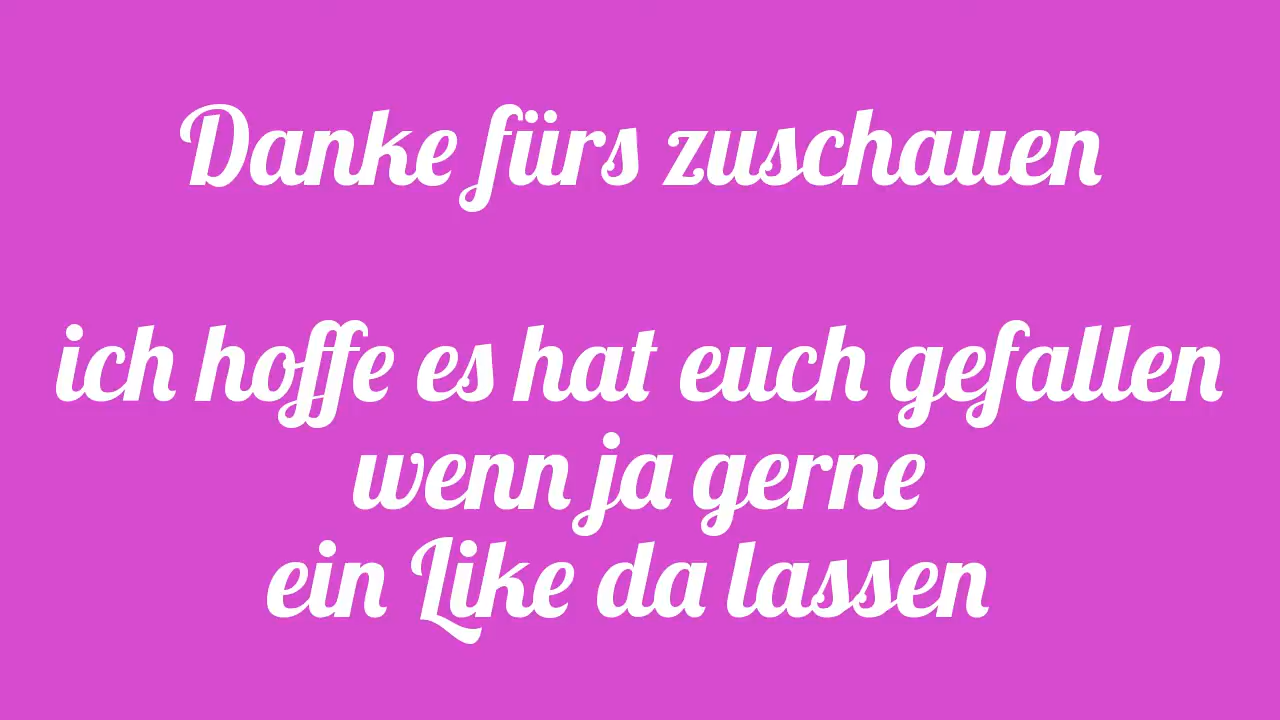 Danke fürs zuschauen
ich hoffe es hat euch gefallen
wenn ja gerne
ein Like da lassen